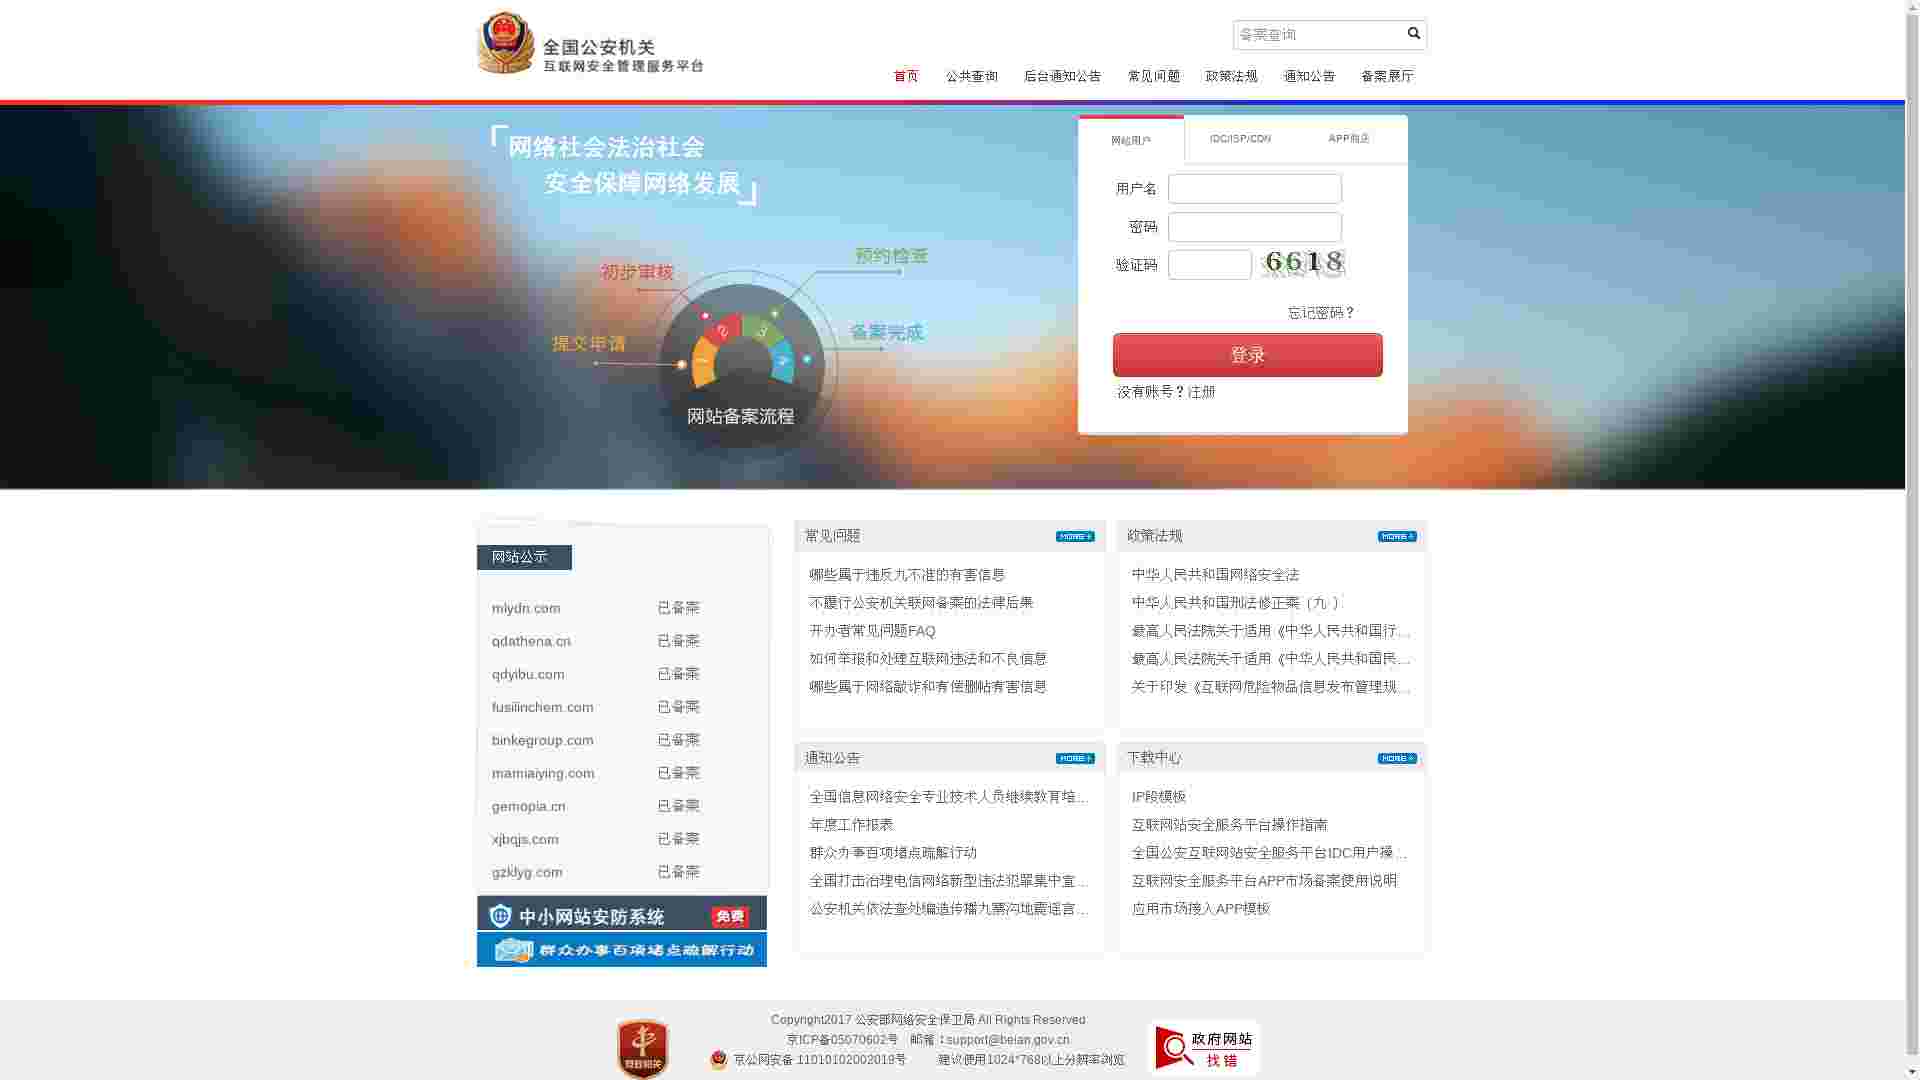 全国公安机关
互联网安全管理服务平台
备案查询
首页 公共查询 后台通知公告 常见问题 政策法规 通知公告 备案展厅
网络社会法治社会
安全保障网络发展
初步审核
预约检查
提交申请
备案完成
1 2 3 4
网站备案流程
网站用户 IDC/ISP/CDN APP商店
用户名
密码
验证码 6618
忘记密码？
登录
没有账号？注册
网站公示
mlydn.com 已备案
qdathena.cn 已备案
qdyibu.com 已备案
fusilinchem.com 已备案
binkegroup.com 已备案
mamiaiying.com 已备案
gemopia.cn 已备案
xjbqjs.com 已备案
gzklyg.com 已备案
中小网站安防系统 免费
群众办事百项堵点疏解行动
常见问题 MORE+
哪些属于违反九不准的有害信息
不履行公安机关联网备案的法律后果
开办者常见问题FAQ
如何举报和处理互联网违法和不良信息
哪些属于网络敲诈和有偿删帖有害信息
政策法规 MORE+
中华人民共和国网络安全法
中华人民共和国刑法修正案（九 ）
最高人民法院关于适用《中华人民共和国行...
最高人民法院关于适用《中华人民共和国民...
关于印发《互联网危险物品信息发布管理规...
通知公告 MORE+
全国信息网络安全专业技术人员继续教育培...
年度工作报表
群众办事百项堵点疏解行动
全国打击治理电信网络新型违法犯罪集中宣...
公安机关依法查处编造传播九寨沟地震谣言...
下载中心 MORE+
IP段模板
互联网站安全服务平台操作指南
全国公安互联网站安全服务平台IDC用户操...
互联网安全服务平台APP市场备案使用说明
应用市场接入APP模板
党政机关
Copyright2017 公安部网络安全保卫局 All Rights Reserved
京ICP备05070602号 邮箱：support@beian.gov.cn
京公网安备 11010102002019号 建议使用1024*768以上分辨率浏览
政府网站
找错